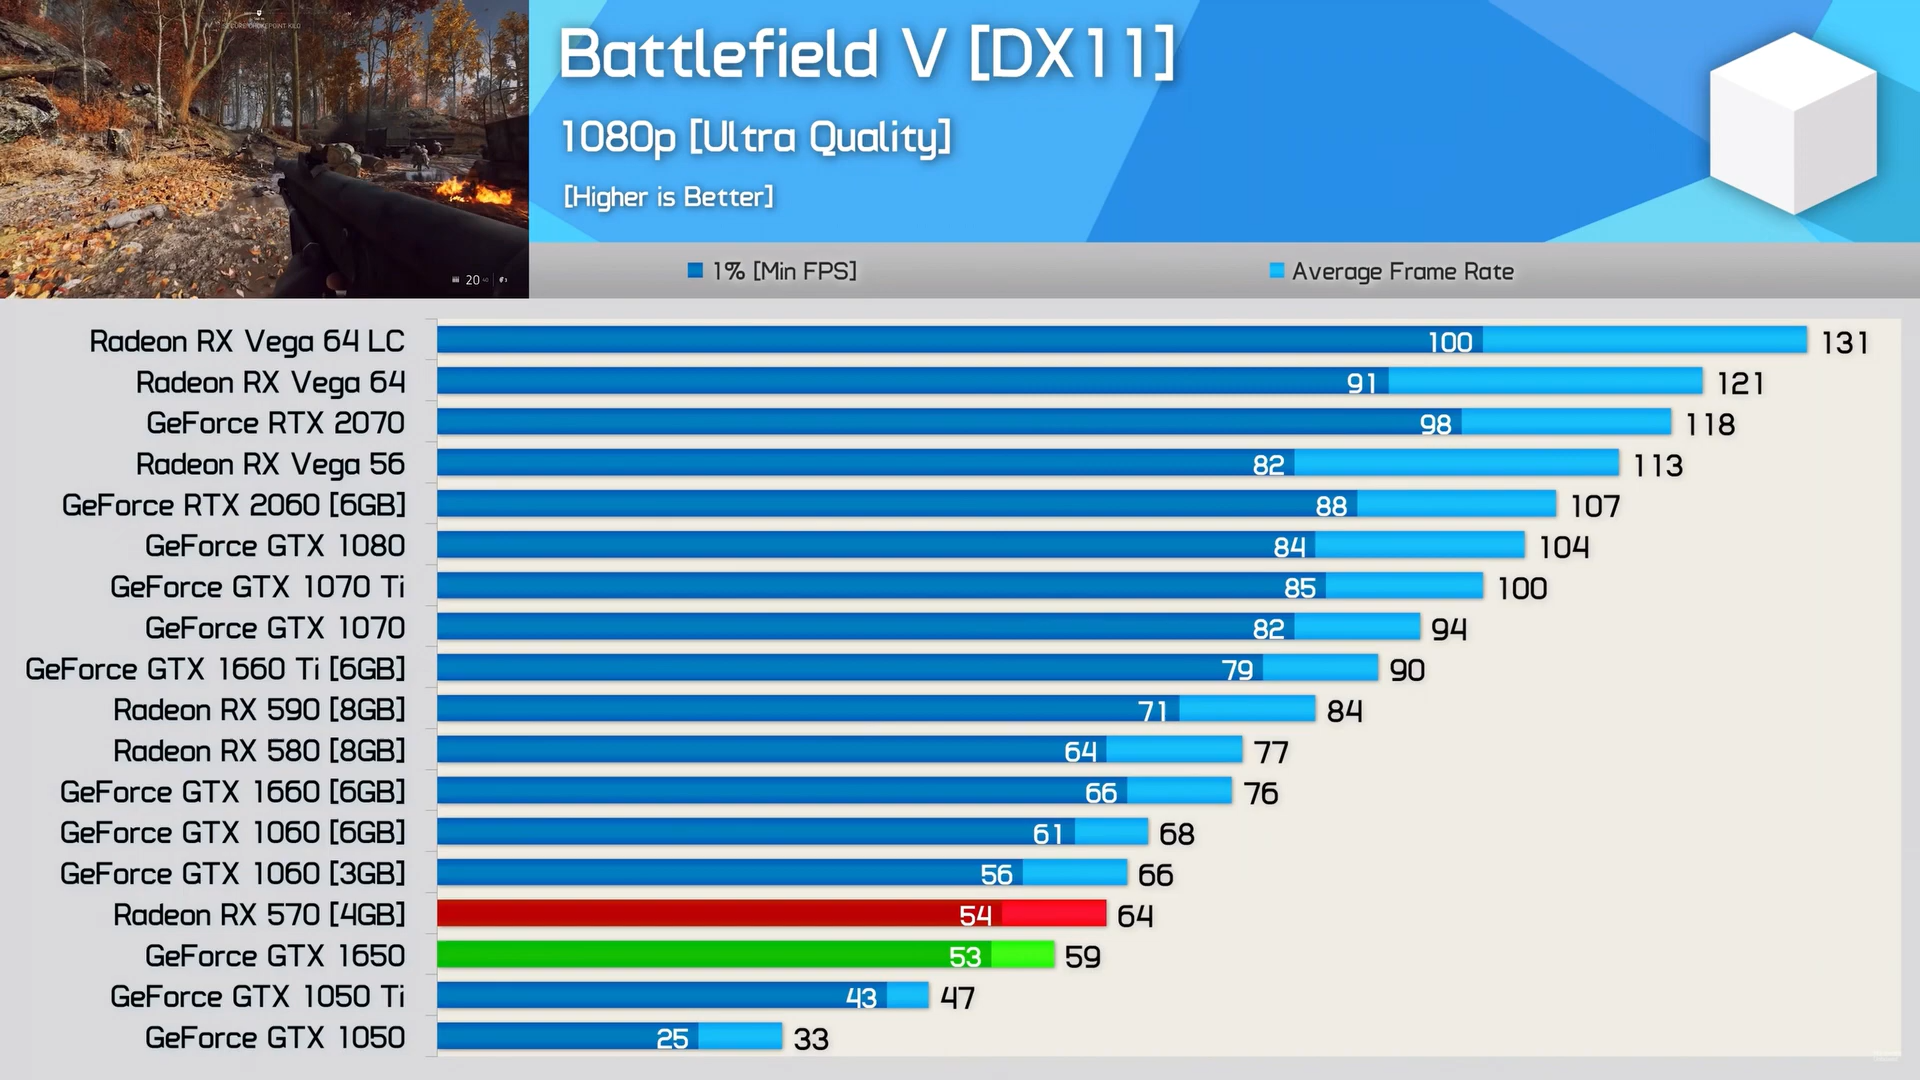 Battlefield V [DX11]
1080p [Ultra Quality]
[Higher is Better]
20
1% [Min FPS] Average Frame Rate
Radeon RX Vega 64 LC 100 131
Radeon RX Vega 64 91 121
GeForce RTX 2070 98 118
Radeon RX Vega 56 82 113
GeForce RTX 2060 [6GB] 88 107
GeForce GTX 1080 84 104
GeForce GTX 1070 Ti 85 100
GeForce GTX 1070 82 94
GeForce GTX 1660 Ti [6GB] 79 90
Radeon RX 590 [8GB] 71 84
Radeon RX 580 [8GB] 64 77
GeForce GTX 1660 [6GB] 66 76
GeForce GTX 1060 [6GB] 61 68
GeForce GTX 1060 [3GB] 56 66
Radeon RX 570 [4GB] 54 64
GeForce GTX 1650 53 59
GeForce GTX 1050 Ti 43 47
GeForce GTX 1050 25 33